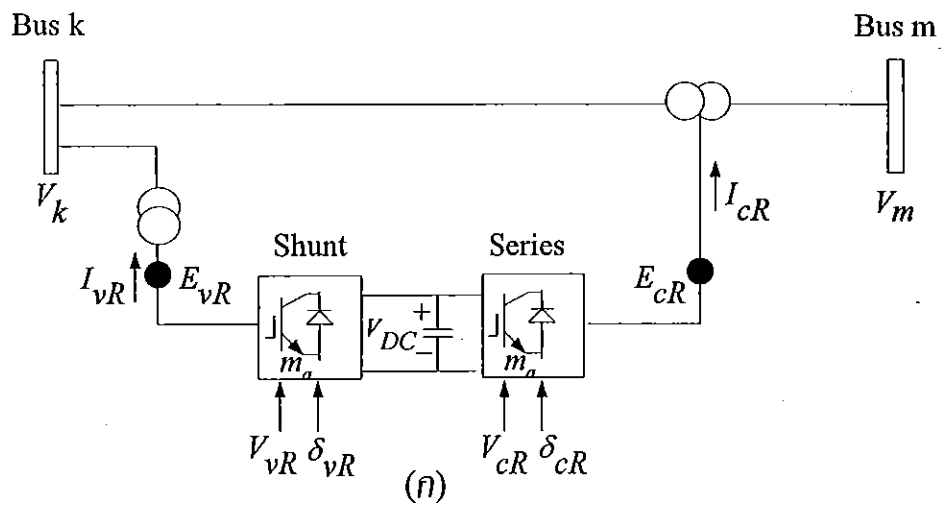 Bus k
Bus m
V_k
V_m
I_cR
Shunt
Series
I_vR
E_vR
E_cR
V_DC
+
−
m_a
m_a
V_vR
δ_vR
V_cR
δ_cR
(ก)